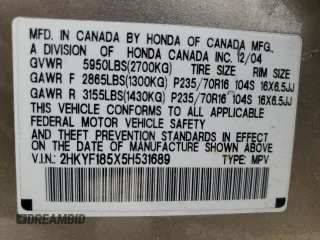 MFD. IN CANADA BY HONDA OF CANADA MFG.
A DIVISION OF HONDA CANADA INC. 12/04
GVWR 5950LBS(2700KG) TIRE SIZE RIM SIZE
GAWR F 2865LBS(1300KG) P235/70R16 104S 16X6.5JJ
GAWR R 3155LBS(1430KG) P235/70R16 104S 16X6.5JJ
THIS VEHICLE CONFORMS TO ALL APPLICABLE
FEDERAL MOTOR VEHICLE SAFETY AND
THEFT PREVENTION STANDARDS IN EFFECT ON
THE DATE OF MANUFACTURE SHOWN ABOVE.
V.I.N: 2HKYF185X5H531689 TYPE: MPV
DREAMBID